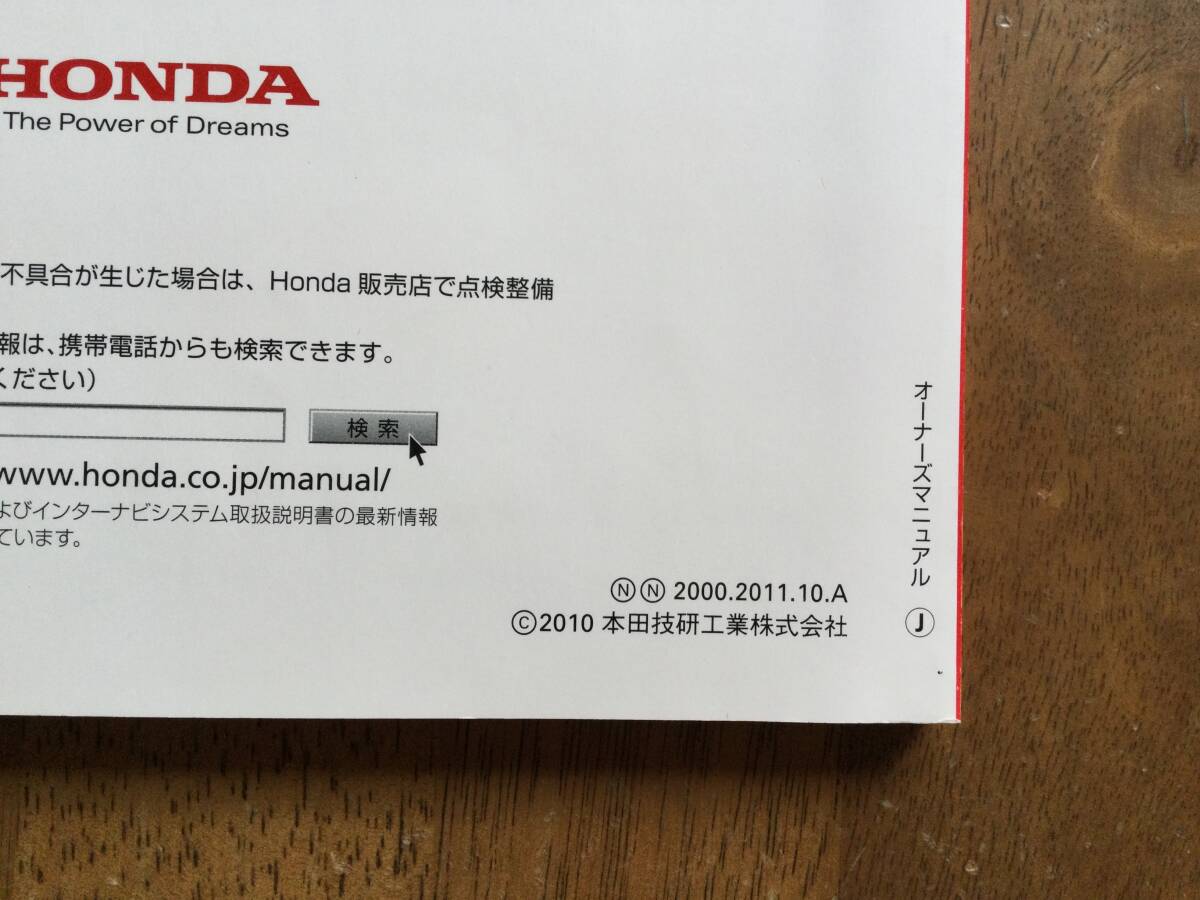 HONDA
The Power of Dreams
不具合が生じた場合は、Honda 販売店で点検整備
報は、携帯電話からも検索できます。
ください）
検索
www.honda.co.jp/manual/
よびインターナビシステム取扱説明書の最新情報
ています。
オーナーズマニュアル Ⓙ
ⓃⓃ 2000.2011.10.A
©2010 本田技研工業株式会社